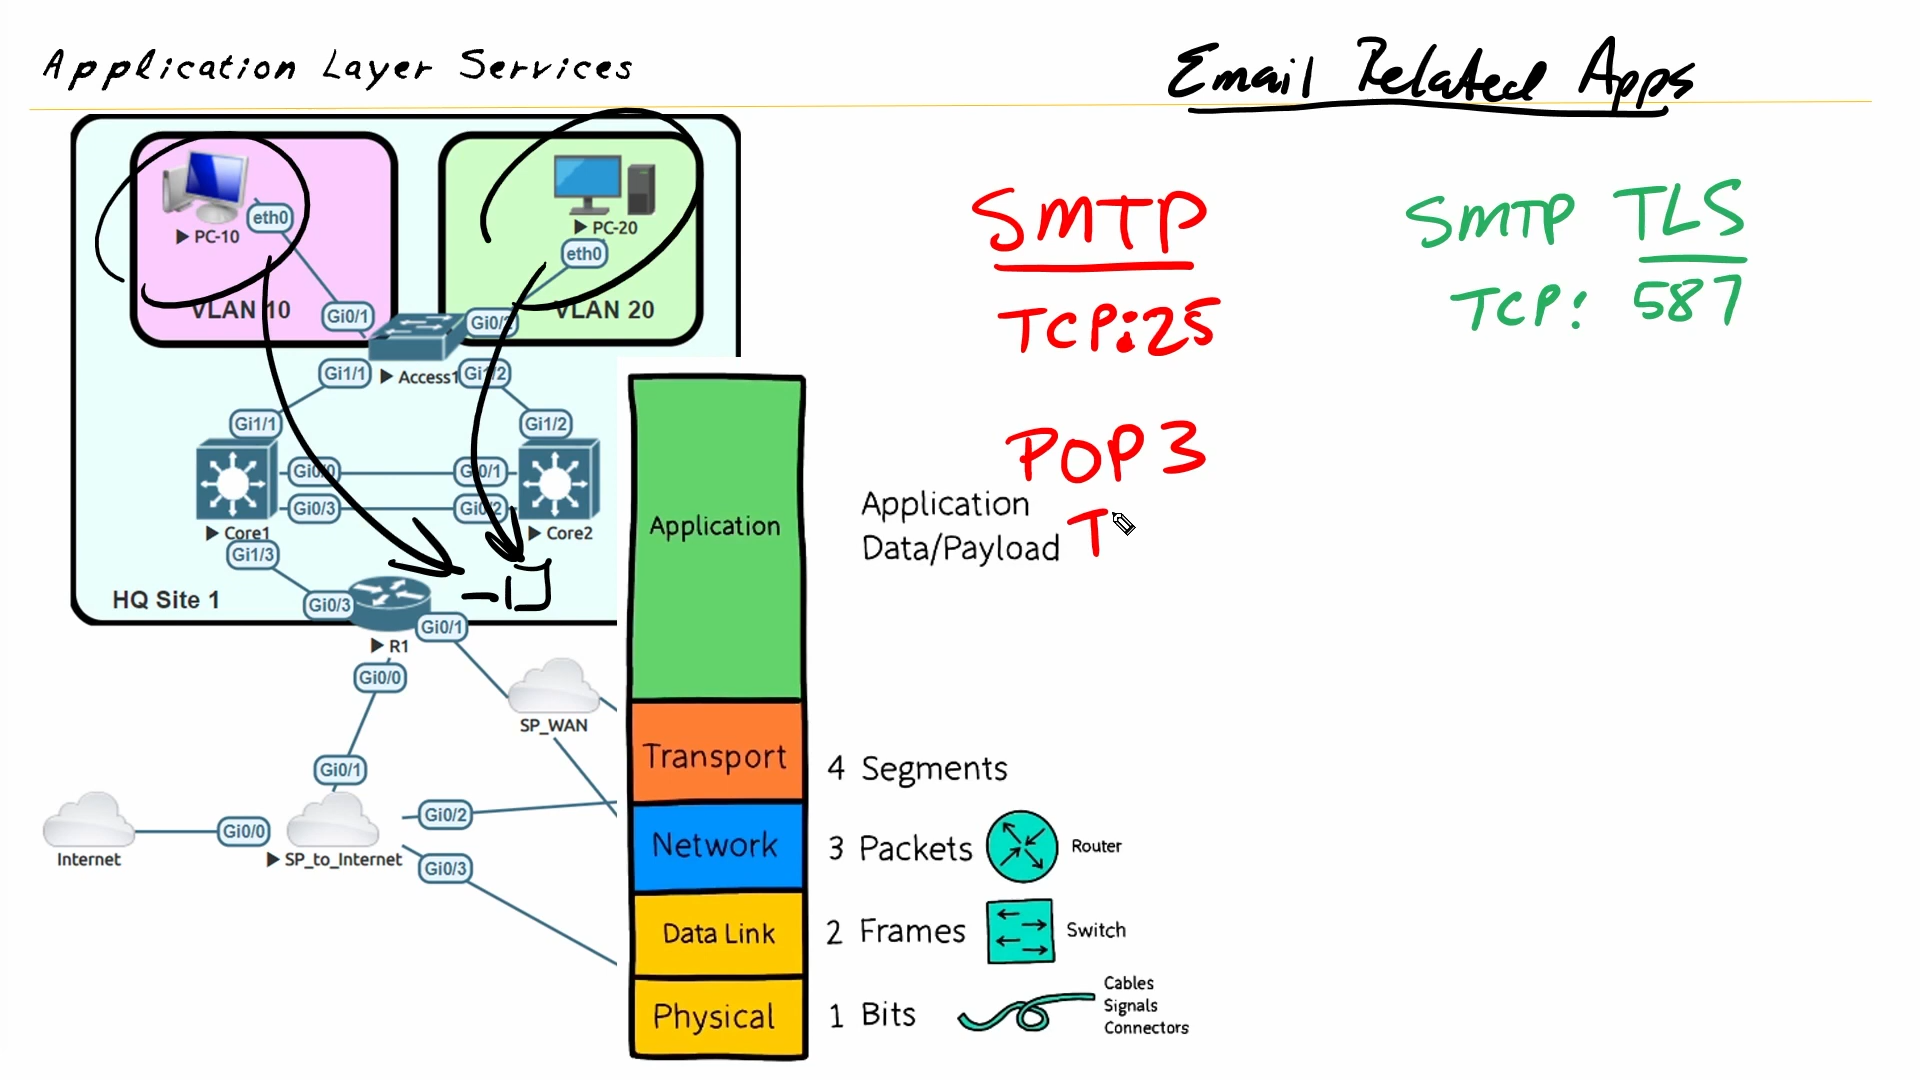 Application Layer Services
Email Related Apps
PC-10
eth0
VLAN 10
PC-20
eth0
VLAN 20
Gi0/1
Gi0/2
Access1
Gi1/1
Gi1/2
Gi1/1
Gi1/2
Gi0/0
Gi0/1
Gi0/3
Gi0/2
Core1
Core2
Gi1/3
HQ Site 1
Gi0/3
R1
Gi0/1
Gi0/0
SP_WAN
Gi0/1
Internet
Gi0/0
SP_to_Internet
Gi0/2
Gi0/3
SMTP
TCP:25
SMTP TLS
TCP: 587
POP3
T
Application
Application
Data/Payload
Transport
4 Segments
Network
3 Packets
Router
Data Link
2 Frames
Switch
Physical
1 Bits
Cables
Signals
Connectors